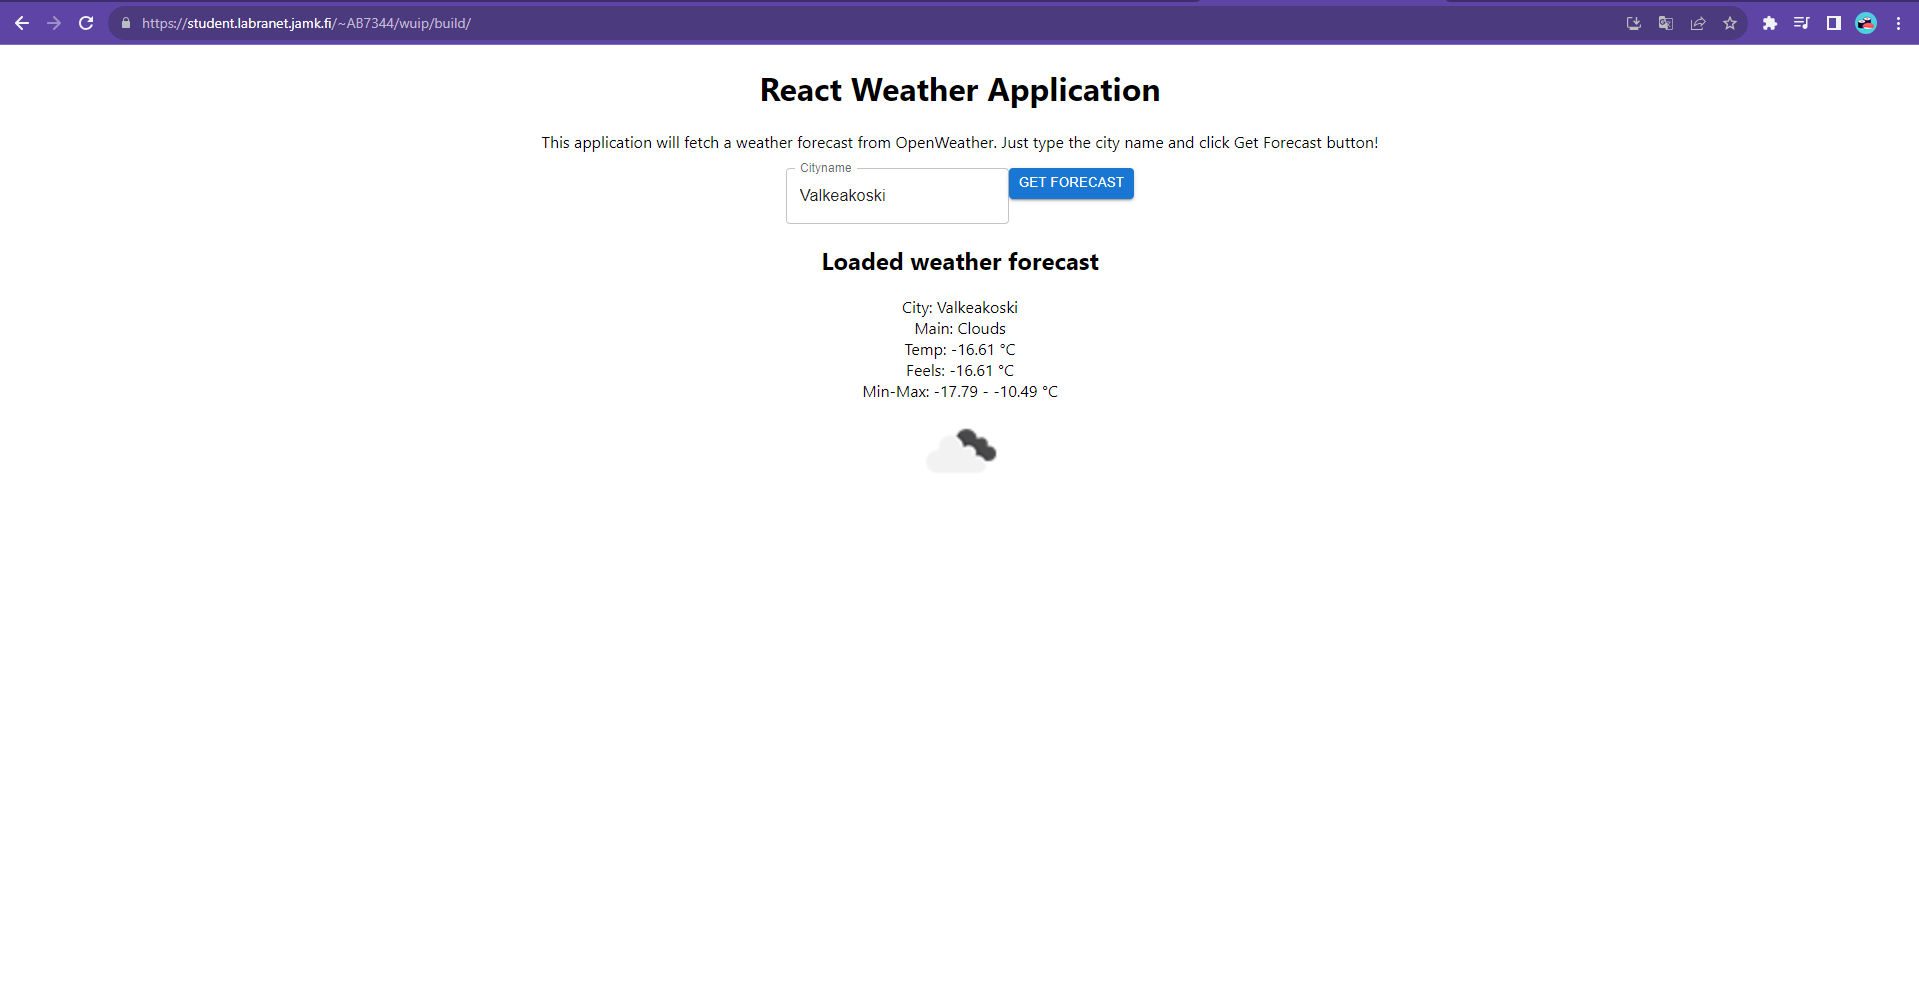 https://student.labranet.jamk.fi/~AB7344/wuip/build/
React Weather Application
This application will fetch a weather forecast from OpenWeather. Just type the city name and click Get Forecast button!
Cityname
Valkeakoski
GET FORECAST
Loaded weather forecast
City: Valkeakoski
Main: Clouds
Temp: -16.61 °C
Feels: -16.61 °C
Min-Max: -17.79 - -10.49 °C